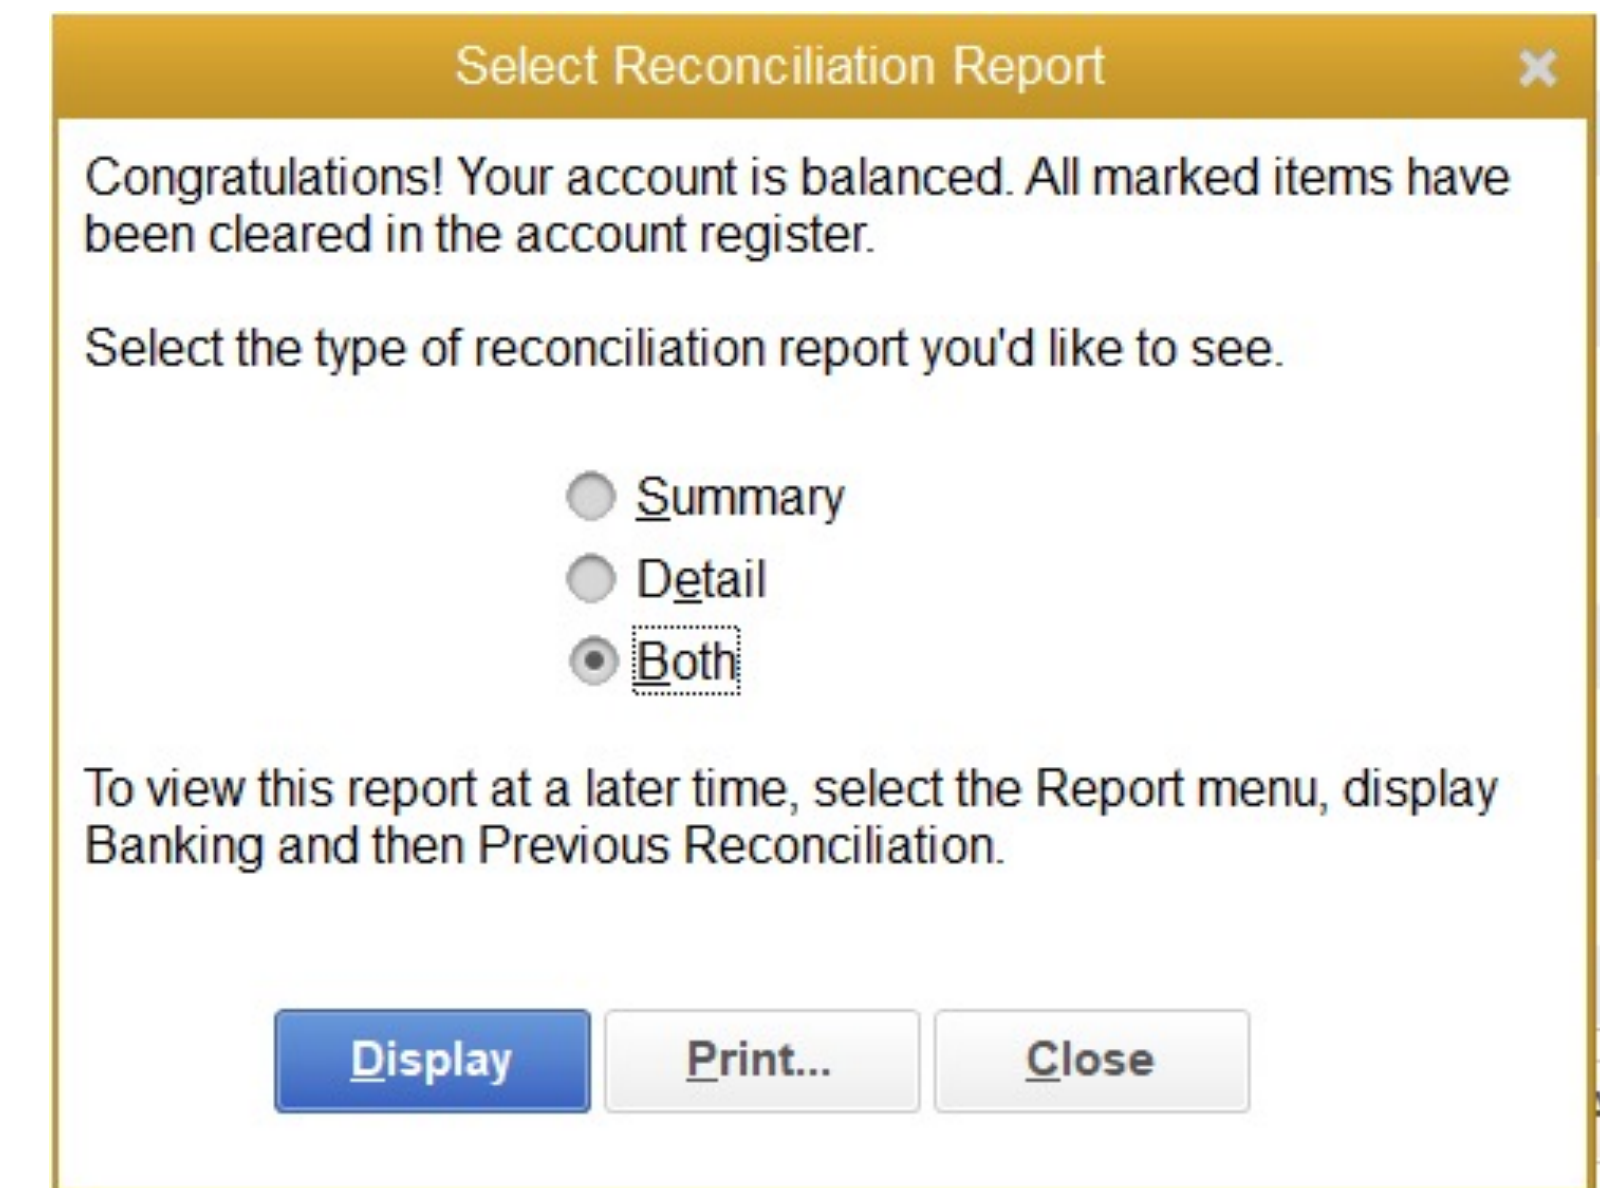 Select Reconciliation Report
Congratulations! Your account is balanced. All marked items have
been cleared in the account register.
Select the type of reconciliation report you'd like to see.
Summary
Detail
Both
To view this report at a later time, select the Report menu, display
Banking and then Previous Reconciliation.
Display Print... Close